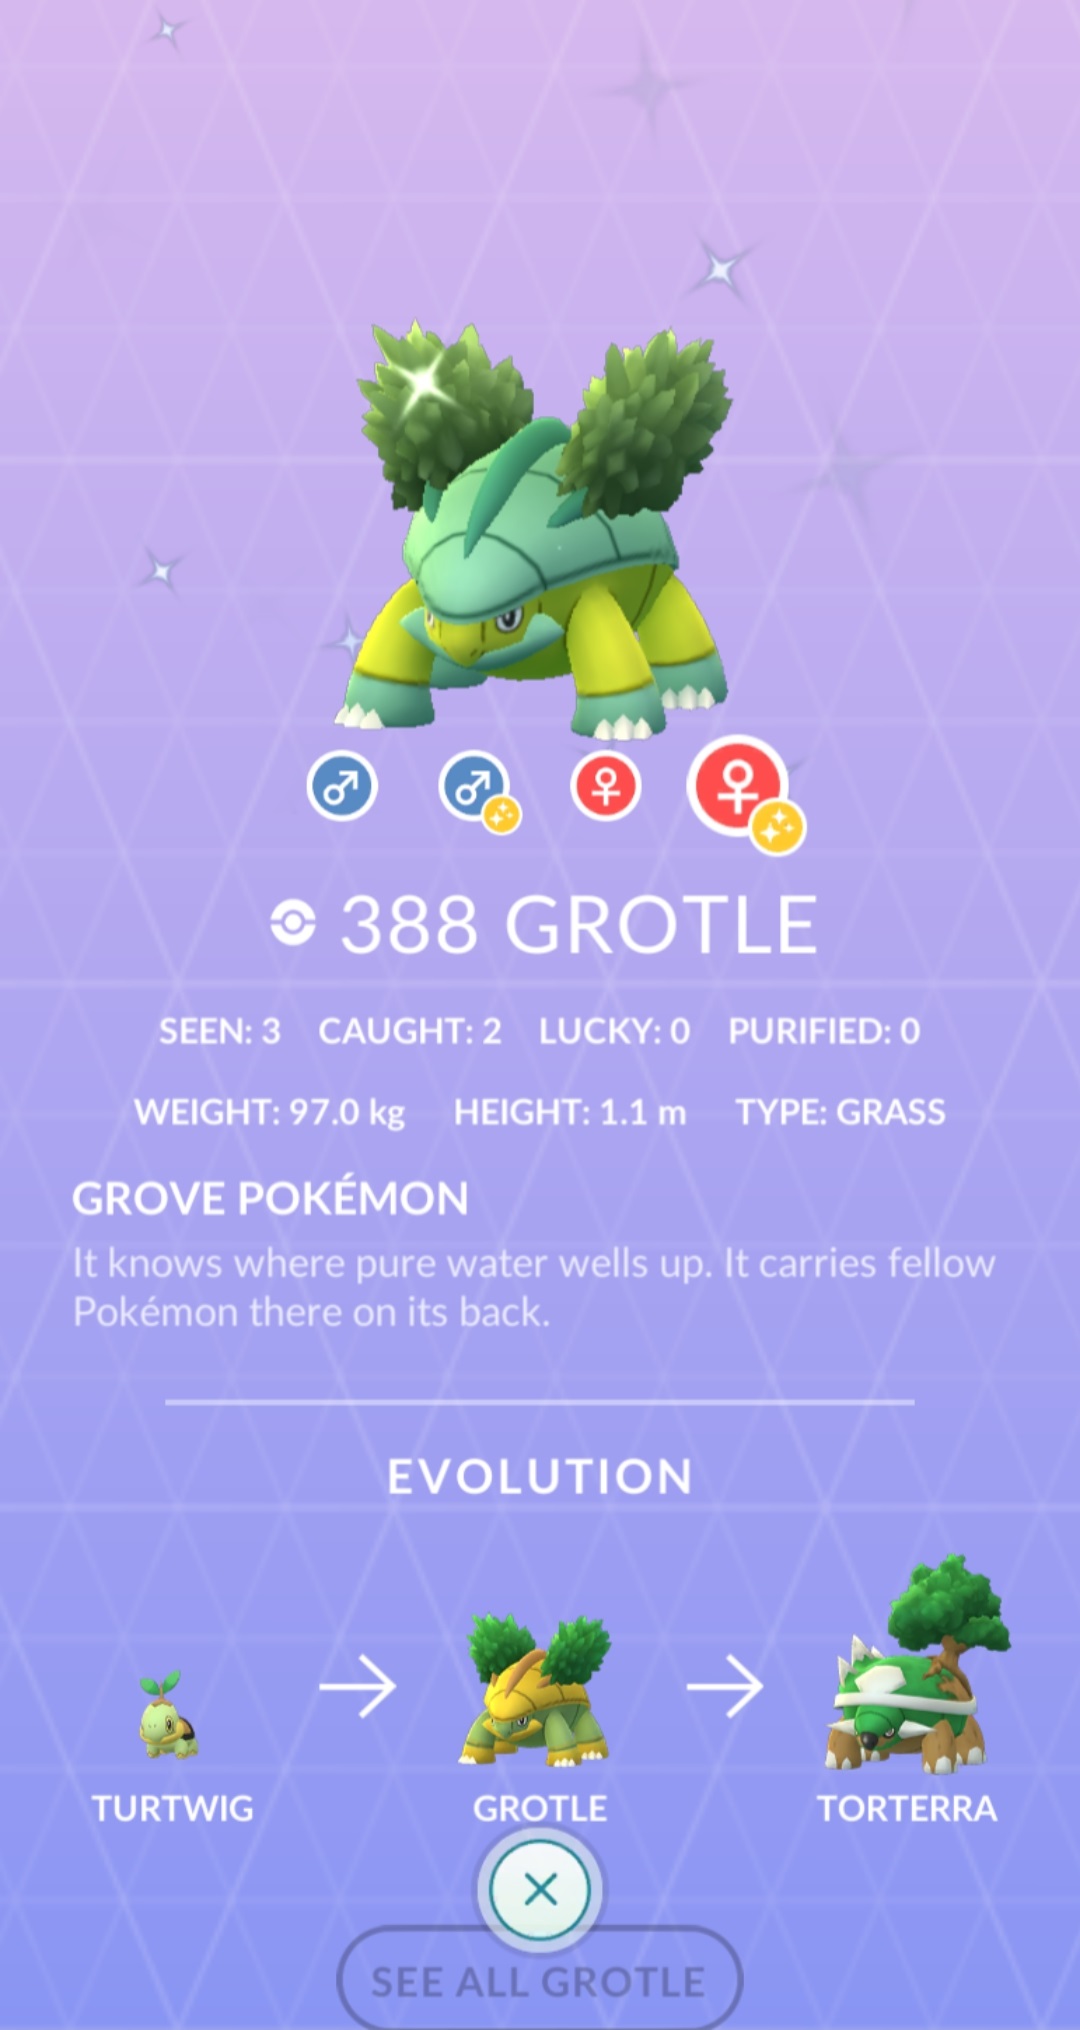 388 GROTLE
SEEN: 3 CAUGHT: 2 LUCKY: 0 PURIFIED: 0
WEIGHT: 97.0 kg HEIGHT: 1.1 m TYPE: GRASS
GROVE POKÉMON
It knows where pure water wells up. It carries fellow
Pokémon there on its back.
EVOLUTION
TURTWIG GROTLE TORTERRA
SEE ALL GROTLE